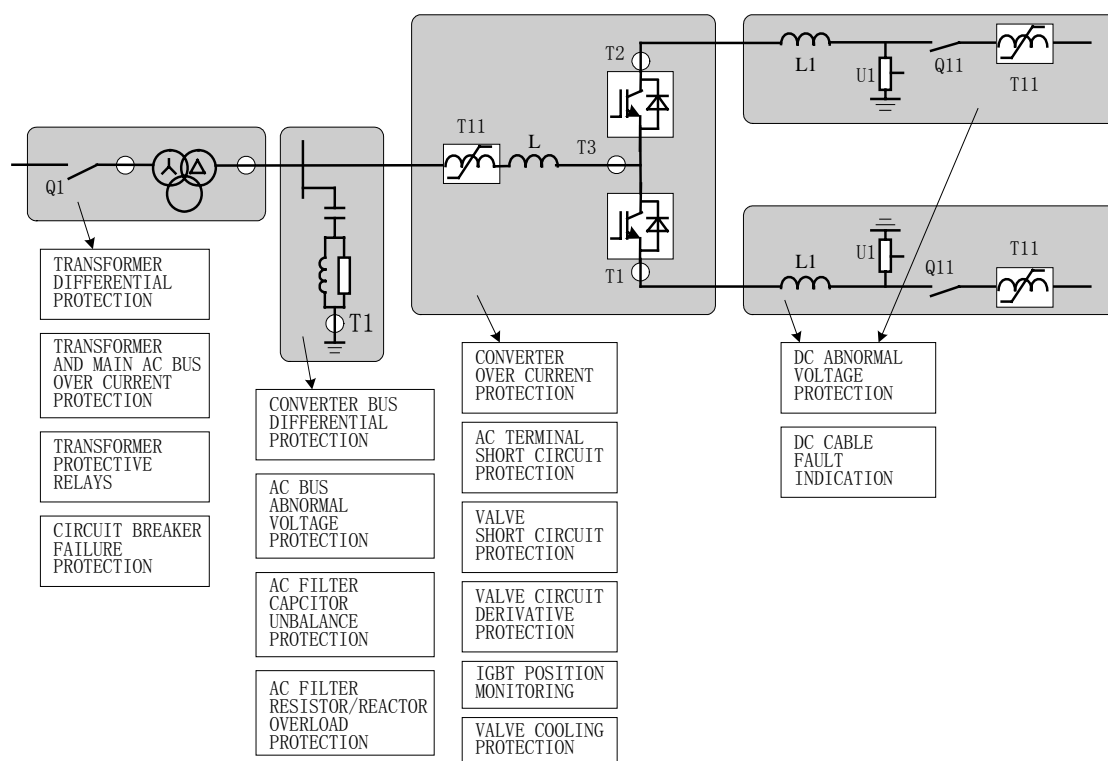 T2
L1
U1
Q11
T11
T11
L
T3
Q1
T1
U1
L1
Q11
T11
T1
TRANSFORMER
DIFFERENTIAL
PROTECTION
TRANSFORMER
AND MAIN AC BUS
OVER CURRENT
PROTECTION
TRANSFORMER
PROTECTIVE
RELAYS
CIRCUIT BREAKER
FAILURE
PROTECTION
CONVERTER BUS
DIFFERENTIAL
PROTECTION
AC BUS
ABNORMAL
VOLTAGE
PROTECTION
AC FILTER
CAPCITOR
UNBALANCE
PROTECTION
AC FILTER
RESISTOR/REACTOR
OVERLOAD
PROTECTION
CONVERTER
OVER CURRENT
PROTECTION
AC TERMINAL
SHORT CIRCUIT
PROTECTION
VALVE
SHORT CIRCUIT
PROTECTION
VALVE CIRCUIT
DERIVATIVE
PROTECTION
IGBT POSITION
MONITORING
VALVE COOLING
PROTECTION
DC ABNORMAL
VOLTAGE
PROTECTION
DC CABLE
FAULT
INDICATION